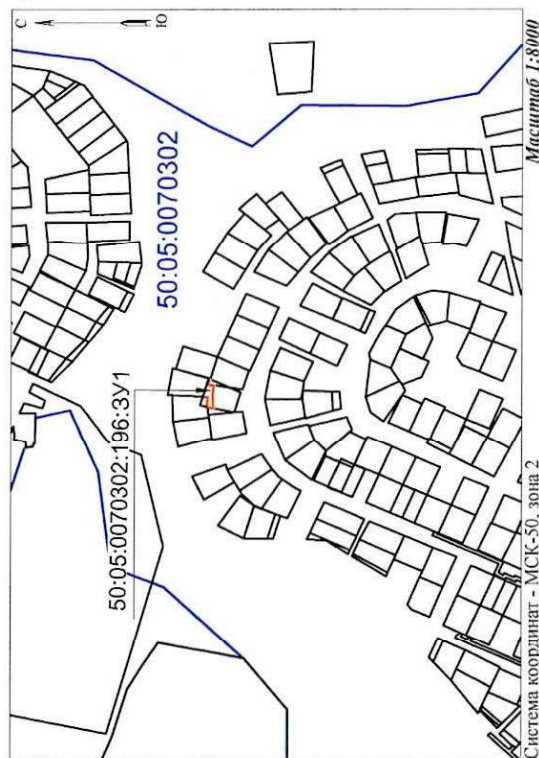 С
Ю
50:05:0070302
50:05:0070302:196:ЗУ1
Система координат - МСК-50, зона 2
Масштаб 1:8000